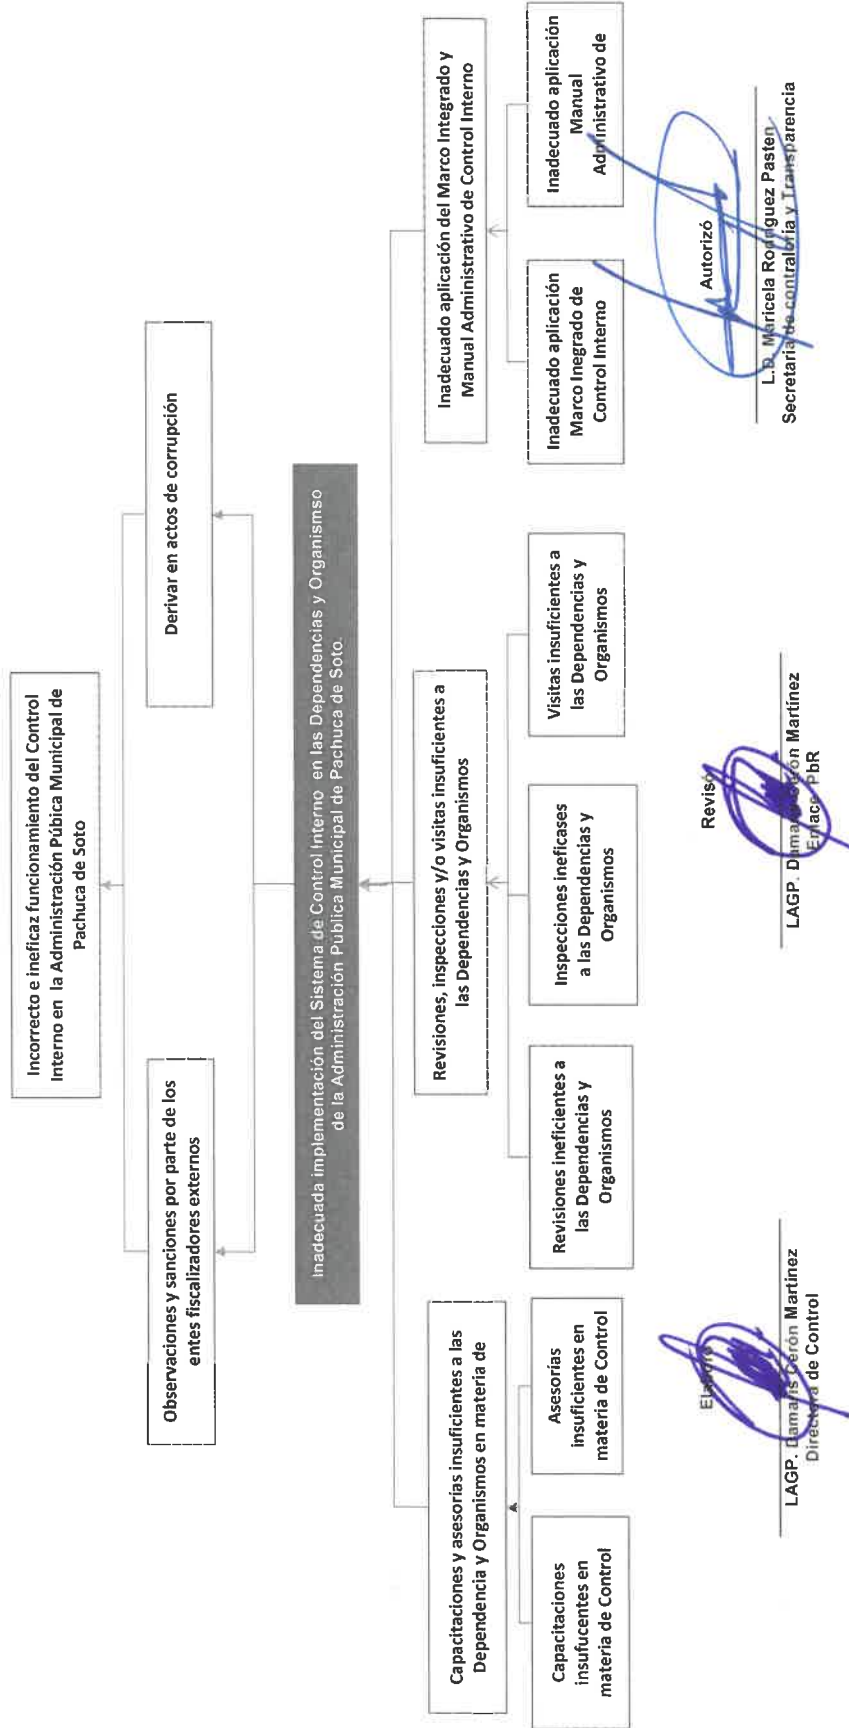 Incorrecto e ineficaz funcionamiento del Control
Interno en la Administración Púbica Municipal de
Pachuca de Soto
Observaciones y sanciones por parte de los
entes fiscalizadores externos
Derivar en actos de corrupción
Inadecuada implementación del Sistema de Control Interno en las Dependencias y Organismso
de la Administración Pública Municipal de Pachuca de Soto.
Capacitaciones y asesorías insuficientes a las
Dependencia y Organismos en materia de
Revisiones, inspecciones y/o visitas insuficientes a
las Dependencias y Organismos
Inadecuado aplicación del Marco Integrado y
Manual Administrativo de Control Interno
Capacitaciones
insufucentes en
materia de Control
Asesorías
insuficientes en
materia de Control
Revisiones ineficientes a
las Dependencias y
Organismos
Inspecciones ineficases
a las Dependencias y
Organismos
Visitas insuficientes a
las Dependencias y
Organismos
Inadecuado aplicación
Marco Inegrado de
Control Interno
Inadecuado aplicación
Manual
Administrativo de
Elaboró
LAGP. Damaris Cerón Martínez
Directora de Control
Revisó
LAGP. Damaris Cerón Martínez
Enlace PbR
Autorizó
L.D. Maricela Rodríguez Pasten
Secretaria de contraloría y Transparencia